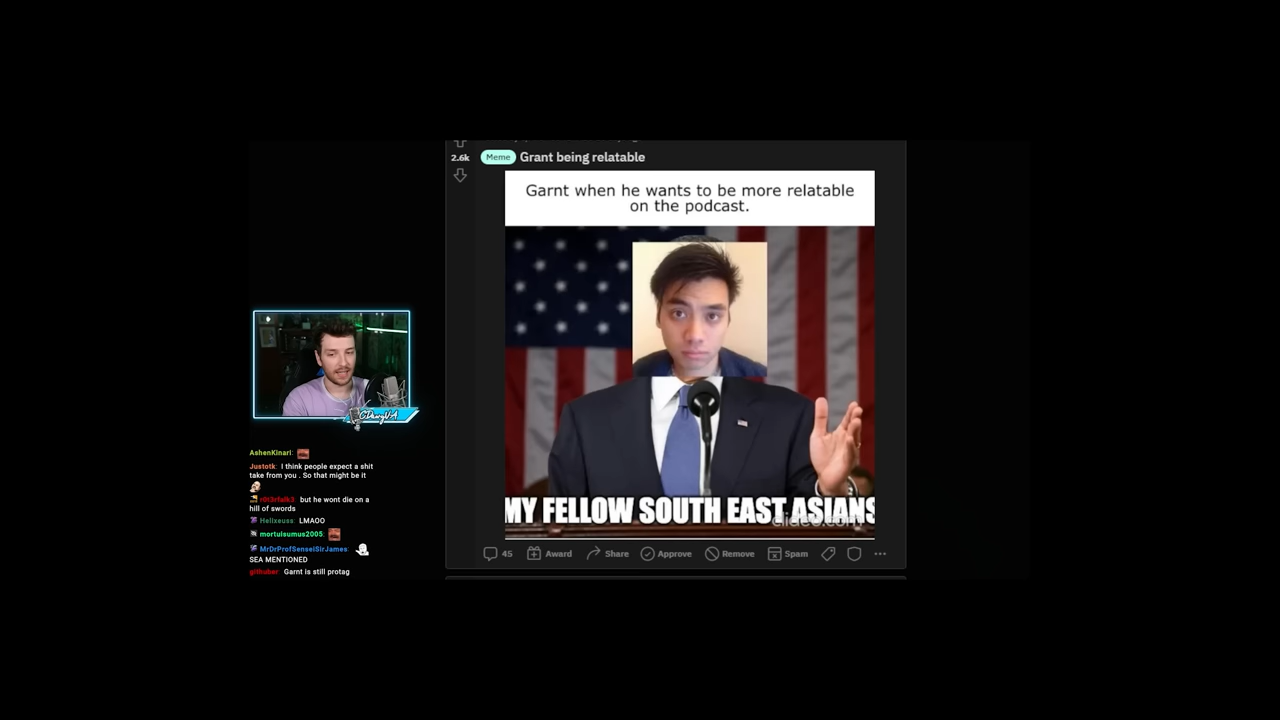 2.6k
Meme Grant being relatable
Garnt when he wants to be more relatable
on the podcast.
MY FELLOW SOUTH EAST ASIANS
45 Award Share Approve Remove Spam
CDawgVA
AshenKinari:
Justotk: I think people expect a shit
take from you . So that might be it
but he wont die on a
hill of swords
Helixeuss: LMAOO
mortuisumus2005:
MrDrProfSenseiSirJames:
SEA MENTIONED
githuber: Garnt is still protag